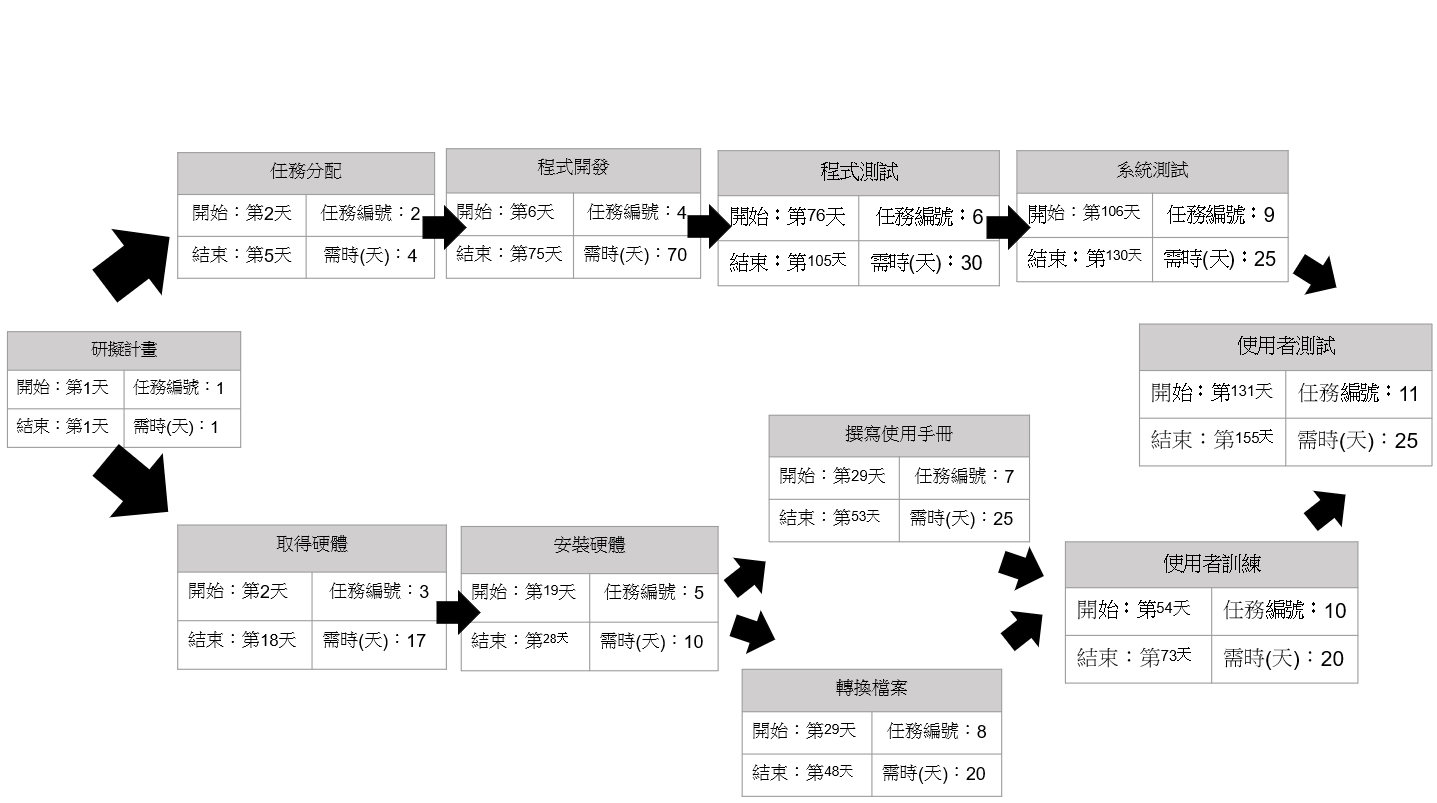 任務分配
開始：第2天 任務編號：2
結束：第5天 需時(天)：4
程式開發
開始：第6天 任務編號：4
結束：第75天 需時(天)：70
程式測試
開始：第76天 任務編號：6
結束：第105天 需時(天)：30
系統測試
開始：第106天 任務編號：9
結束：第130天 需時(天)：25
研擬計畫
開始：第1天 任務編號：1
結束：第1天 需時(天)：1
使用者測試
開始：第131天 任務編號：11
結束：第155天 需時(天)：25
撰寫使用手冊
開始：第29天 任務編號：7
結束：第53天 需時(天)：25
取得硬體
開始：第2天 任務編號：3
結束：第18天 需時(天)：17
安裝硬體
開始：第19天 任務編號：5
結束：第28天 需時(天)：10
使用者訓練
開始：第54天 任務編號：10
結束：第73天 需時(天)：20
轉換檔案
開始：第29天 任務編號：8
結束：第48天 需時(天)：20